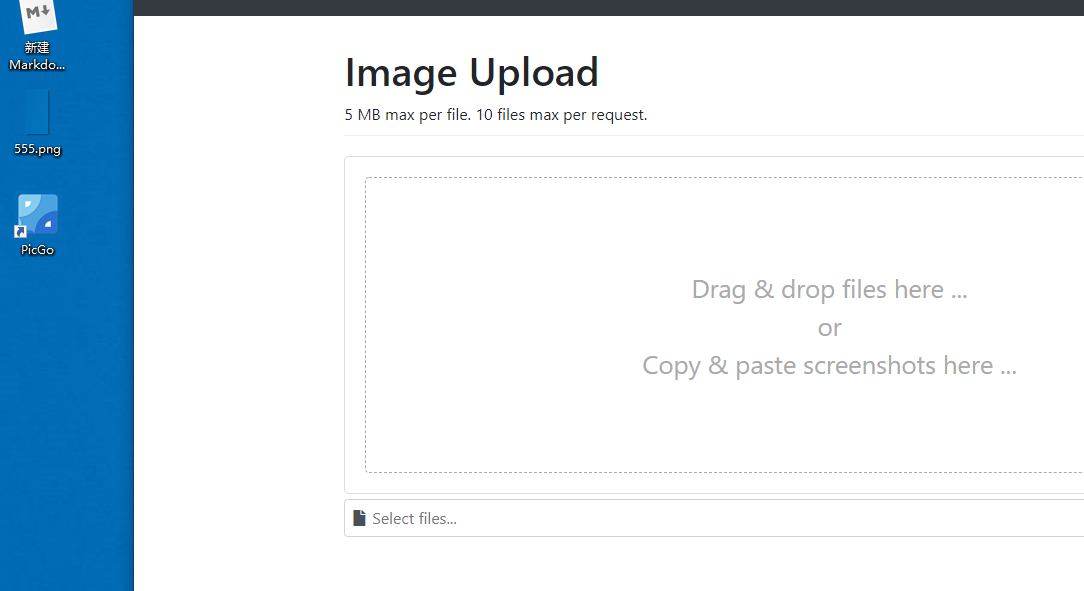 M
新建
Markdo...
555.png
PicGo
Image Upload
5 MB max per file. 10 files max per request.
Drag & drop files here ...
or
Copy & paste screenshots here ...
Select files...